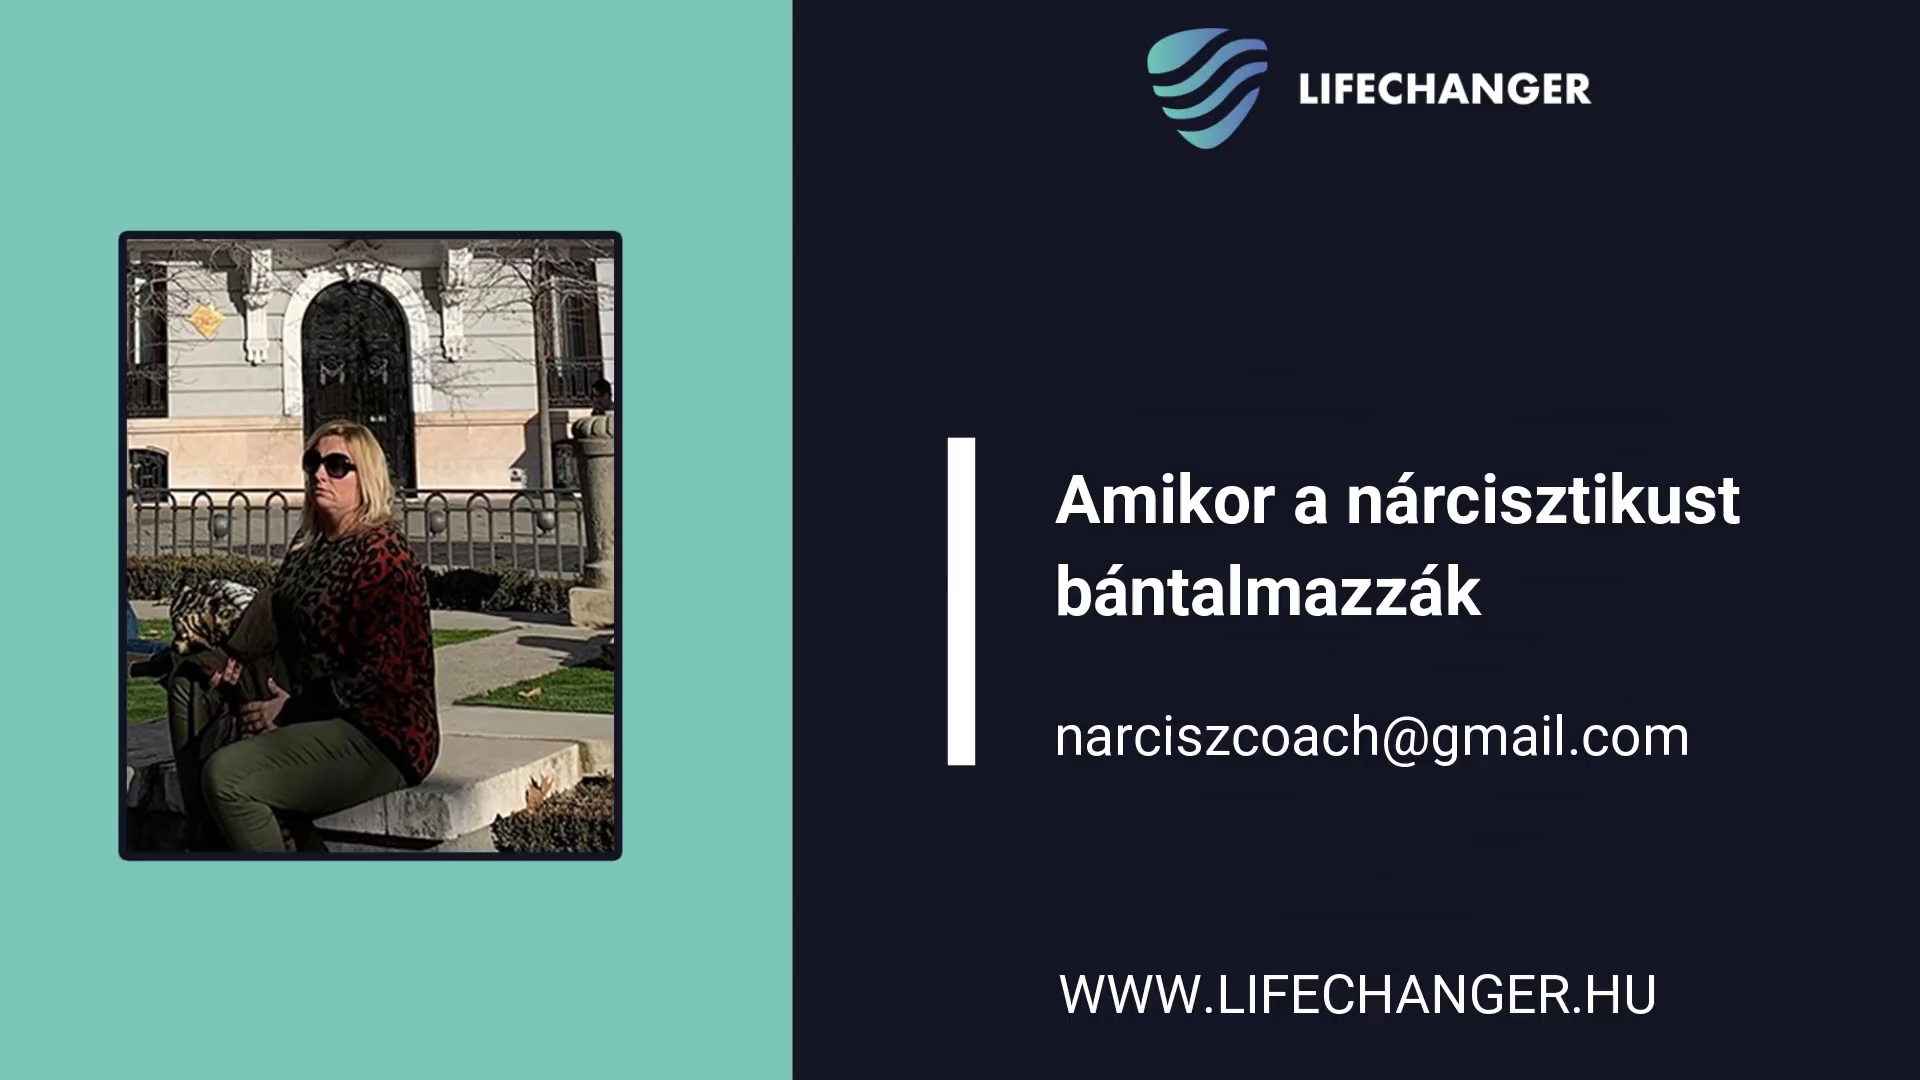 LIFECHANGER
Amikor a nárcisztikust
bántalmazzák
narciszcoach@gmail.com
WWW.LIFECHANGER.HU